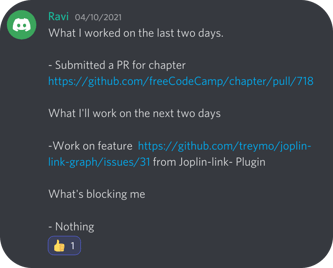 Ravi 04/10/2021
What I worked on the last two days.
- Submitted a PR for chapter
https://github.com/freeCodeCamp/chapter/pull/718
What I'll work on the next two days
-Work on feature https://github.com/treymo/joplin-
link-graph/issues/31 from Joplin-link- Plugin
What's blocking me
- Nothing
👍 1